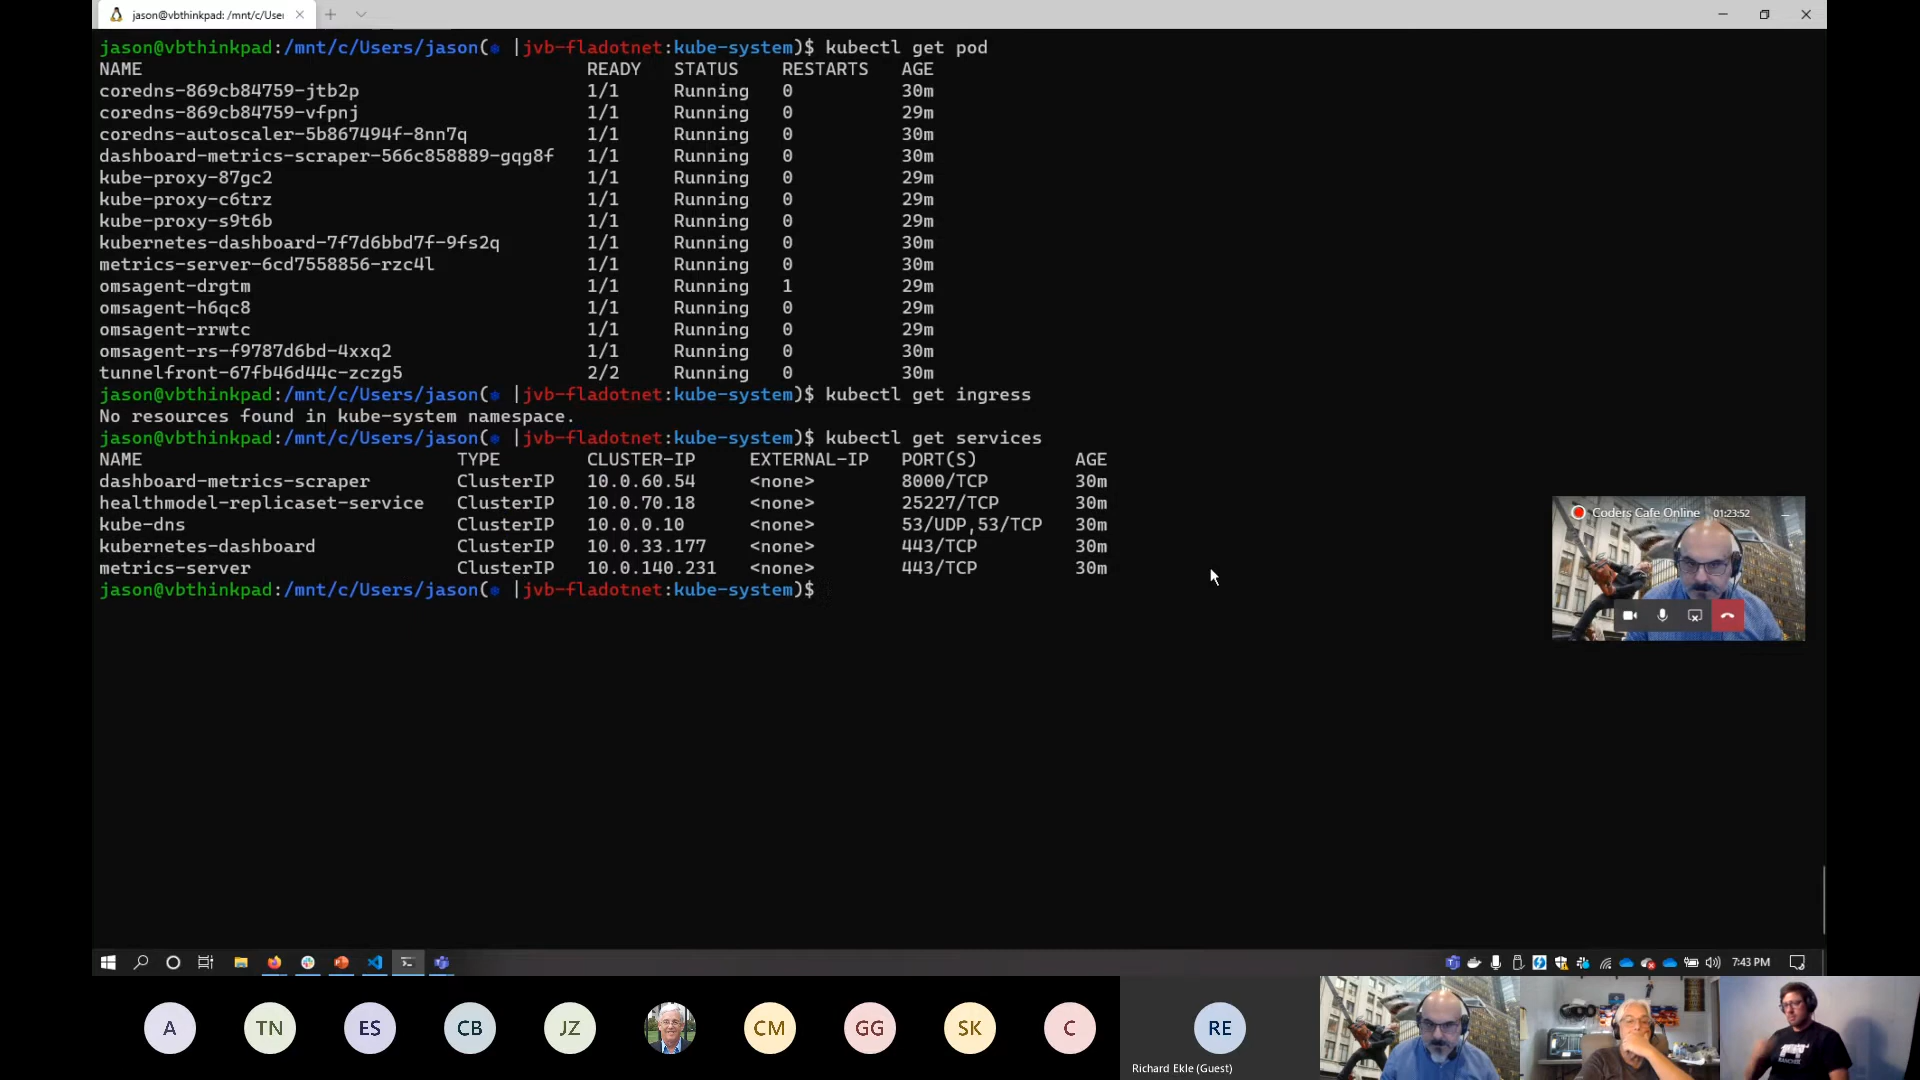 jason@vbthinkpad: /mnt/c/User
jason@vbthinkpad:/mnt/c/Users/jason(⎈ |jvb-fladotnet:kube-system)$ kubectl get pod
NAME READY STATUS RESTARTS AGE
coredns-869cb84759-jtb2p 1/1 Running 0 30m
coredns-869cb84759-vfpnj 1/1 Running 0 29m
coredns-autoscaler-5b867494f-8nn7q 1/1 Running 0 30m
dashboard-metrics-scraper-566c858889-gqg8f 1/1 Running 0 30m
kube-proxy-87gc2 1/1 Running 0 29m
kube-proxy-c6trz 1/1 Running 0 29m
kube-proxy-s9t6b 1/1 Running 0 29m
kubernetes-dashboard-7f7d6bbd7f-9fs2q 1/1 Running 0 30m
metrics-server-6cd7558856-rzc4l 1/1 Running 0 30m
omsagent-drgtm 1/1 Running 1 29m
omsagent-h6qc8 1/1 Running 0 29m
omsagent-rrwtc 1/1 Running 0 29m
omsagent-rs-f9787d6bd-4xxq2 1/1 Running 0 30m
tunnelfront-67fb46d44c-zczg5 2/2 Running 0 30m
jason@vbthinkpad:/mnt/c/Users/jason(⎈ |jvb-fladotnet:kube-system)$ kubectl get ingress
No resources found in kube-system namespace.
jason@vbthinkpad:/mnt/c/Users/jason(⎈ |jvb-fladotnet:kube-system)$ kubectl get services
NAME TYPE CLUSTER-IP EXTERNAL-IP PORT(S) AGE
dashboard-metrics-scraper ClusterIP 10.0.60.54 <none> 8000/TCP 30m
healthmodel-replicaset-service ClusterIP 10.0.70.18 <none> 25227/TCP 30m
kube-dns ClusterIP 10.0.0.10 <none> 53/UDP,53/TCP 30m
kubernetes-dashboard ClusterIP 10.0.33.177 <none> 443/TCP 30m
metrics-server ClusterIP 10.0.140.231 <none> 443/TCP 30m
jason@vbthinkpad:/mnt/c/Users/jason(⎈ |jvb-fladotnet:kube-system)$
Coders Cafe Online 01:23:52
7:43 PM
A TN ES CB JZ CM GG SK C RE
Richard Ekle (Guest)